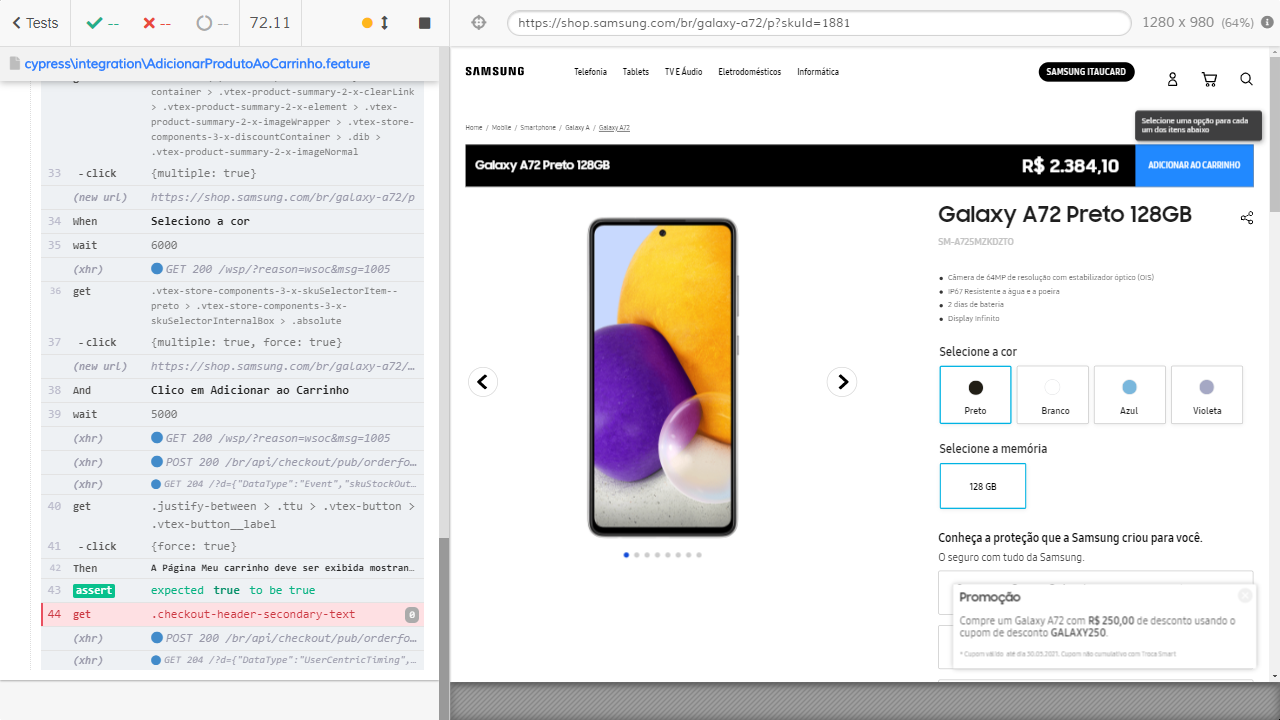 Tests
--
--
--
72.11
https://shop.samsung.com/br/galaxy-a72/p?skuId=1881
1280 x 980 (64%)
cypress\integration\AdicionarProdutoAoCarrinho.feature
container > .vtex-product-summary-2-x-clearLink
> .vtex-product-summary-2-x-element > .vtex-
product-summary-2-x-imageWrapper > .vtex-store-
components-3-x-discountContainer > .dib >
.vtex-product-summary-2-x-imageNormal
33 - click {multiple: true}
(new url) https://shop.samsung.com/br/galaxy-a72/p
34 When Seleciono a cor
35 wait 6000
(xhr) GET 200 /wsp/?reason=wsoc&msg=1005
36 get .vtex-store-components-3-x-skuSelectorItem--
preto > .vtex-store-components-3-x-
skuSelectorInternalBox > .absolute
37 - click {multiple: true, force: true}
(new url) https://shop.samsung.com/br/galaxy-a72/…
38 And Clico em Adicionar ao Carrinho
39 wait 5000
(xhr) GET 200 /wsp/?reason=wsoc&msg=1005
(xhr) POST 200 /br/api/checkout/pub/orderfo…
(xhr) GET 204 /?d={"DataType":"Event","skuStockOut…
40 get .justify-between > .ttu > .vtex-button >
.vtex-button__label
41 - click {force: true}
42 Then A Página Meu carrinho deve ser exibida mostran…
43 assert expected true to be true
44 get .checkout-header-secondary-text 0
(xhr) POST 200 /br/api/checkout/pub/orderfo…
(xhr) GET 204 /?d={"DataType":"UserCentricTiming",…
SAMSUNG
Telefonia Tablets TV E Áudio Eletrodomésticos Informática
SAMSUNG ITAUCARD
Home / Mobile / Smartphone / Galaxy A / Galaxy A72
Selecione uma opção para cada
um dos itens abaixo
Galaxy A72 Preto 128GB R$ 2.384,10 ADICIONAR AO CARRINHO
Galaxy A72 Preto 128GB
SM-A725MZKDZTO
Câmera de 64MP de resolução com estabilizador óptico (OIS)
IP67 Resistente a água e a poeira
2 dias de bateria
Display Infinito
Selecione a cor
Preto Branco Azul Violeta
Selecione a memória
128 GB
Conheça a proteção que a Samsung criou para você.
O seguro com tudo da Samsung.
Promoção
Compre um Galaxy A72 com R$ 250,00 de desconto usando o
cupom de desconto GALAXY250.
* Cupom válido até dia 30.05.2021. Cupom não cumulativo com Troca Smart